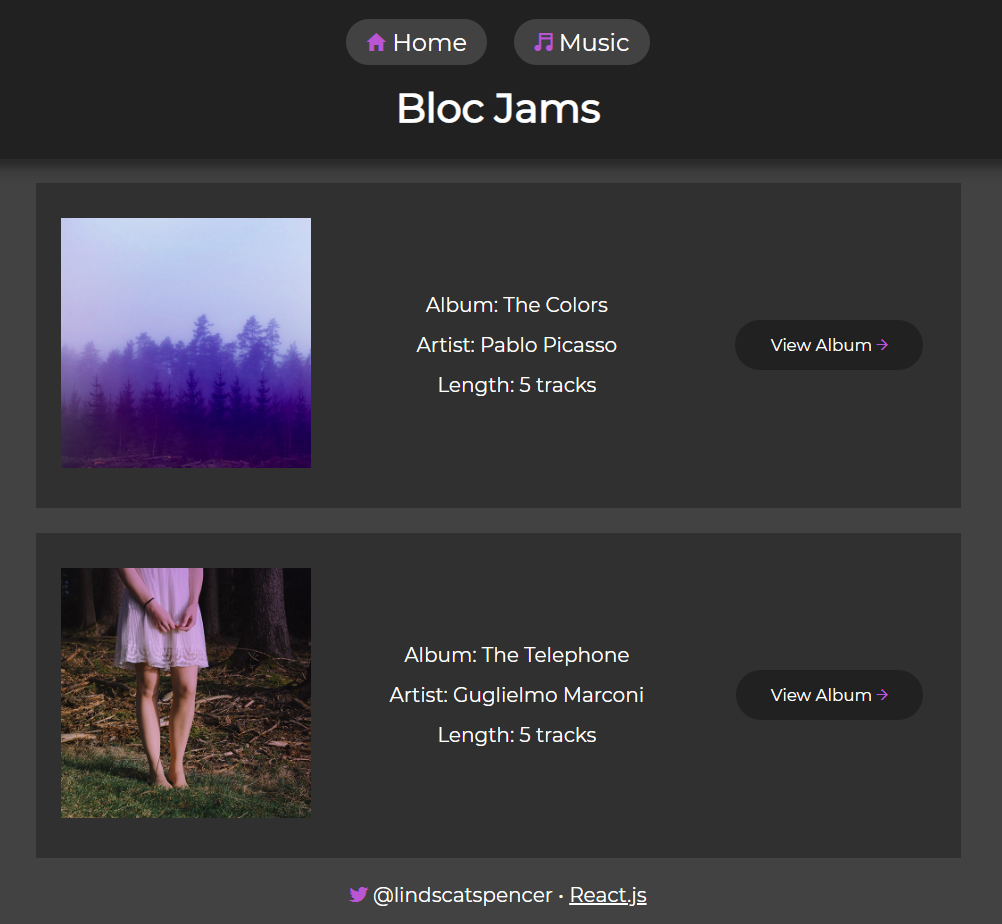 Home Music
Bloc Jams
Album: The Colors
Artist: Pablo Picasso
Length: 5 tracks
View Album →
Album: The Telephone
Artist: Guglielmo Marconi
Length: 5 tracks
View Album →
@lindscatspencer • React.js